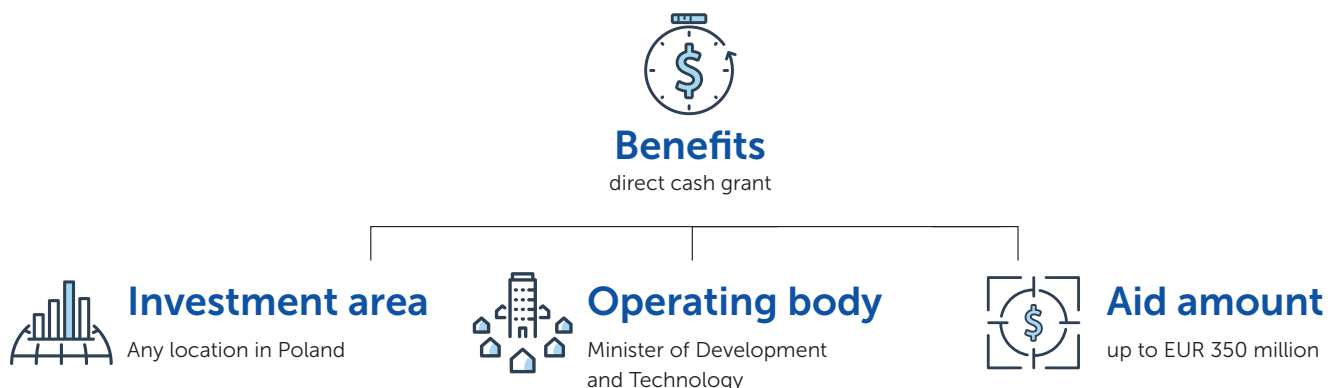 Benefits
direct cash grant
Investment area
Any location in Poland
Operating body
Minister of Development
and Technology
Aid amount
up to EUR 350 million